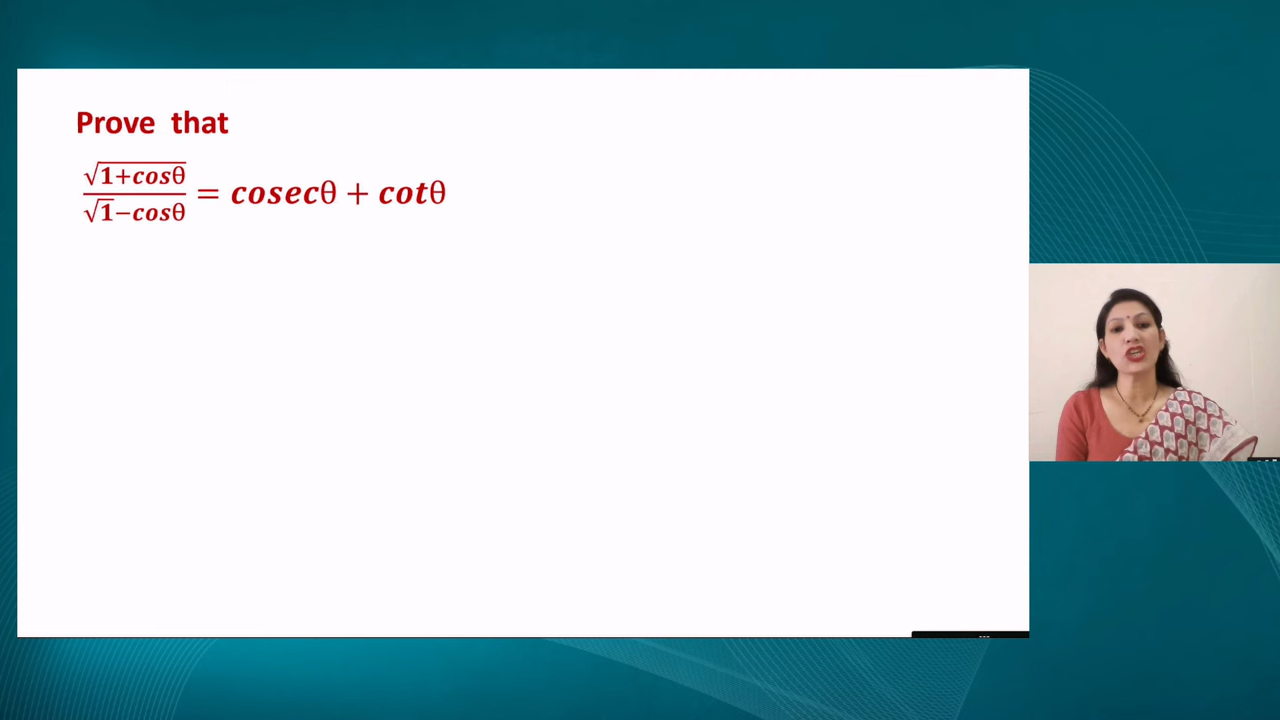 Prove that
√(1+cosθ)/(√1−cosθ) = cosecθ + cotθ